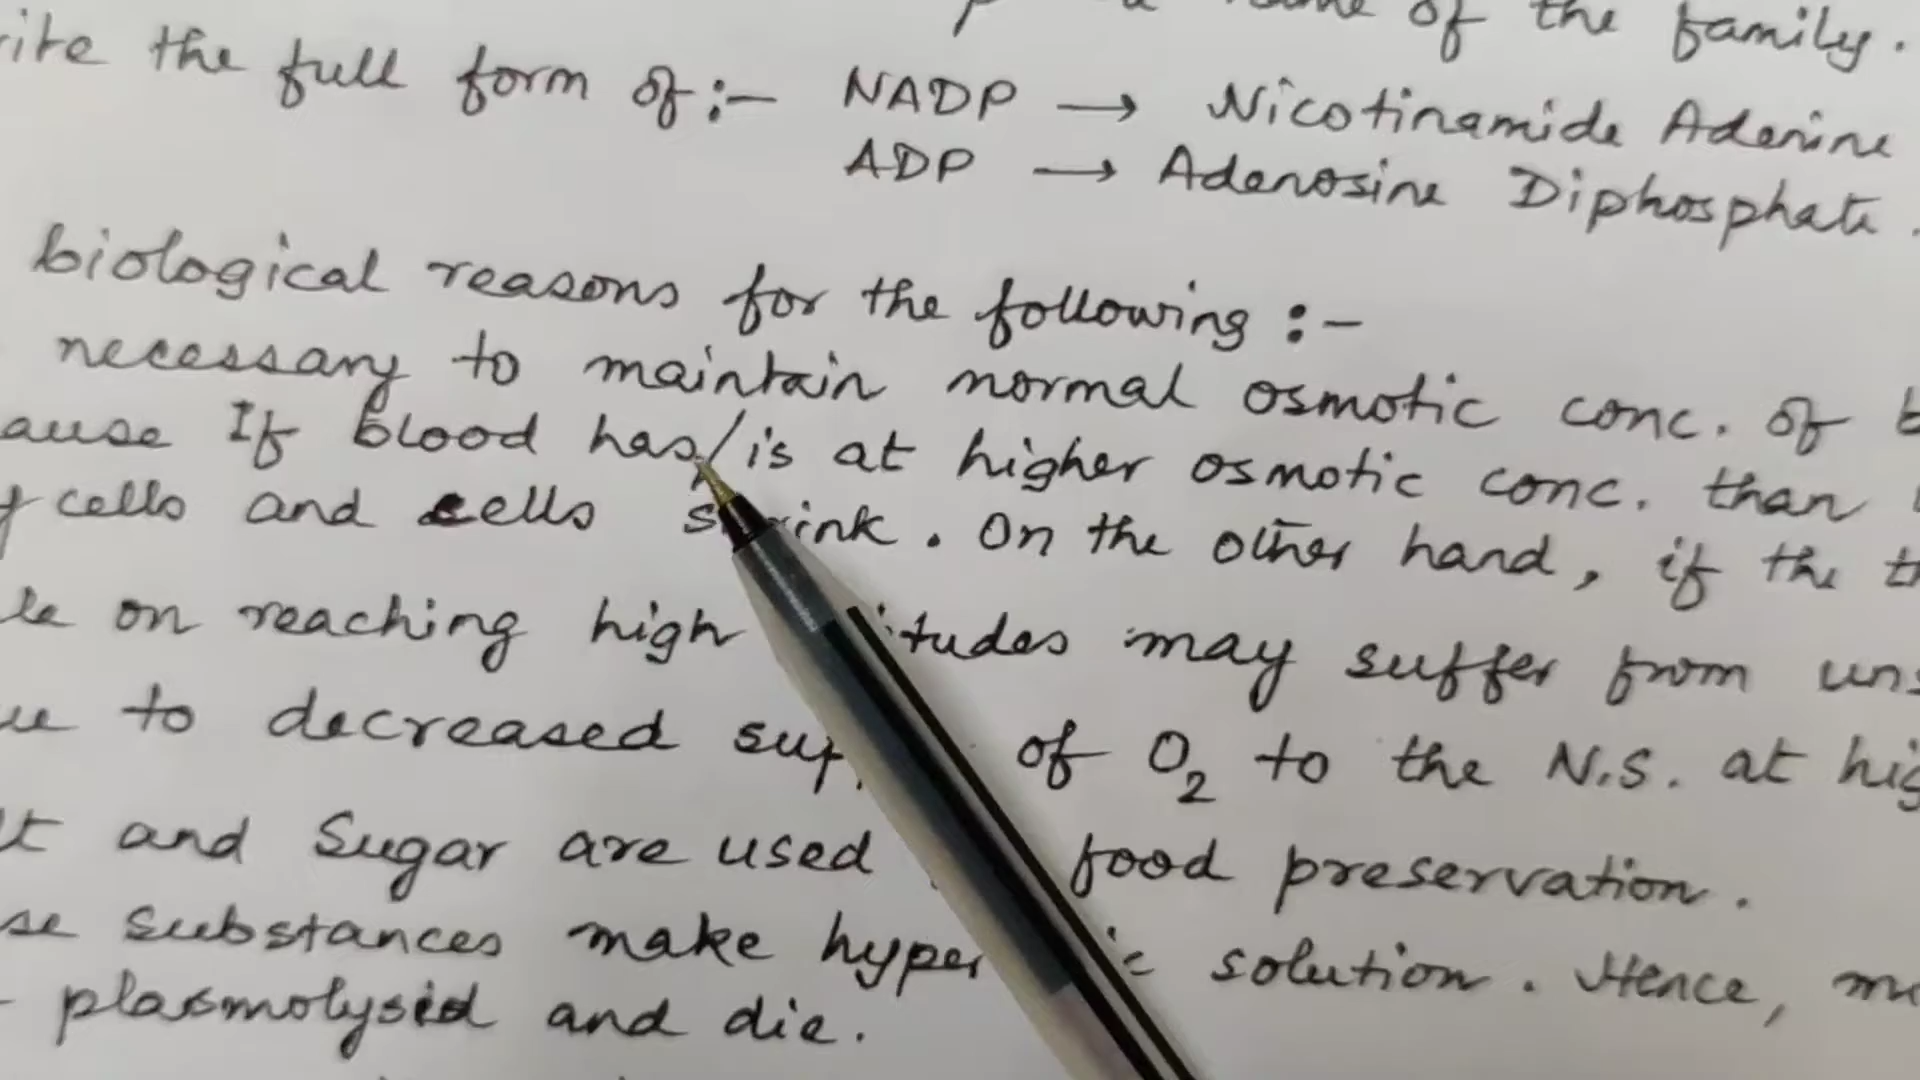 name of the family.
the full form of :- NADP → Nicotinamide Adenine
ADP → Adenosine Diphosphate.
biological reasons for the following :-
necessary to maintain normal osmotic conc. of
If blood has/is at higher osmotic conc. than
cells and cells . On the other hand, if the
on reaching high may suffer from
to decreased of O₂ to the N.S. at
and Sugar are used food preservation.
substances make solution. Hence,
plasmolysid and die.